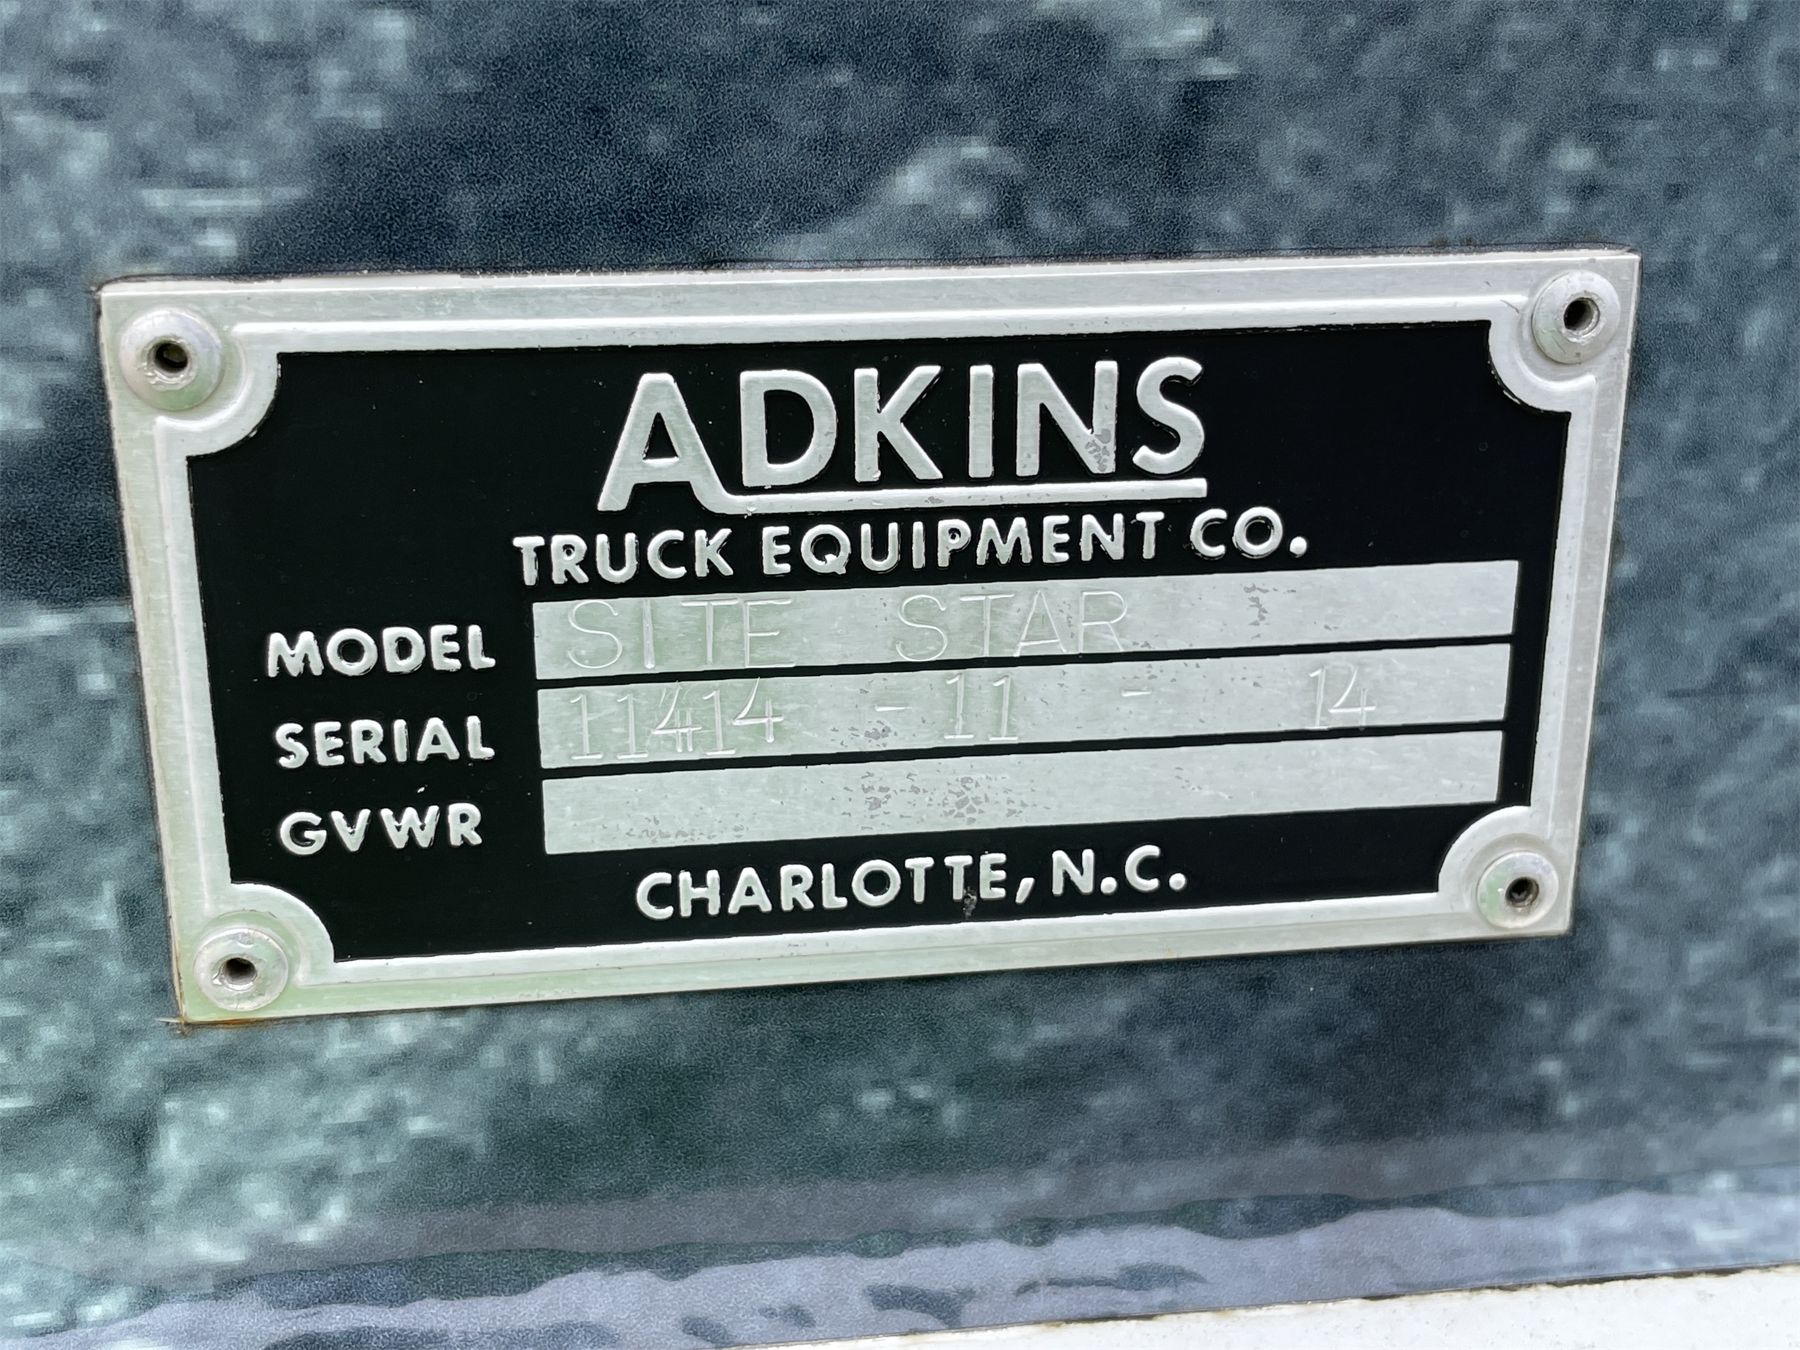 ADKINS
TRUCK EQUIPMENT CO.
MODEL SITE STAR
SERIAL 11414 - 11 - 14
GVWR
CHARLOTTE, N.C.